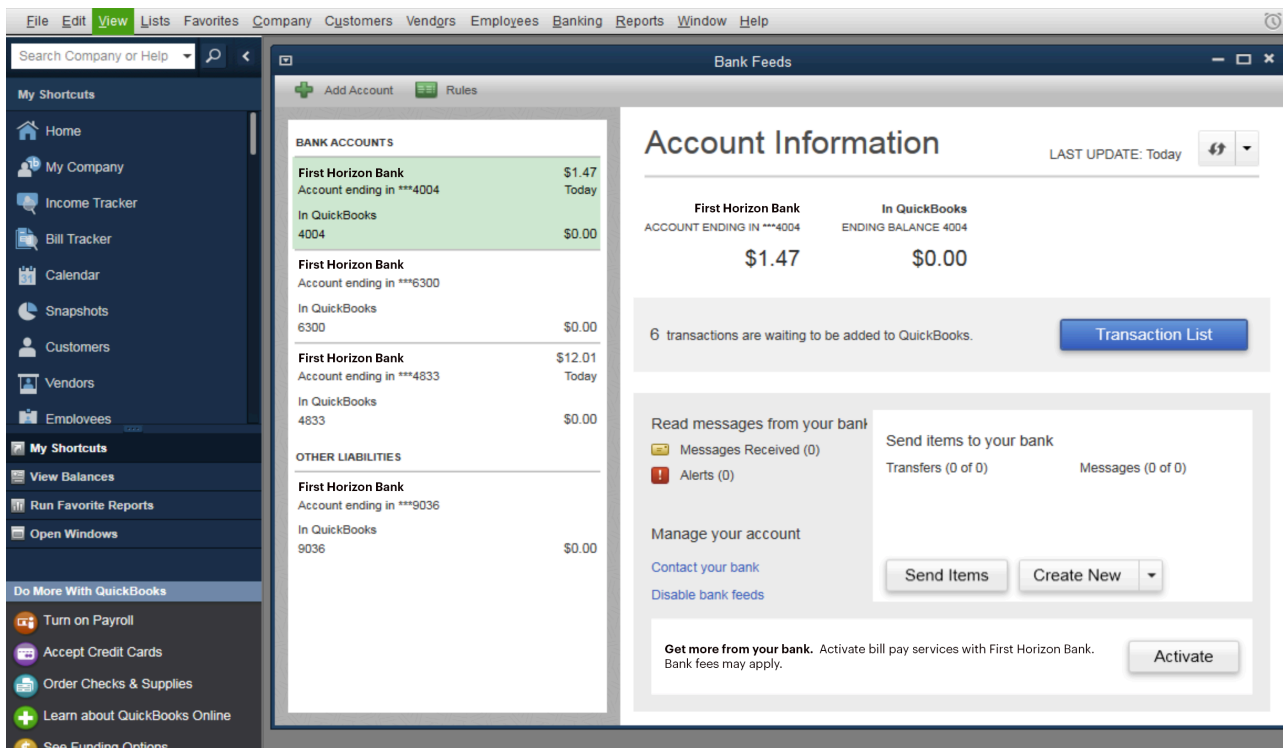 File Edit View Lists Favorites Company Customers Vendors Employees Banking Reports Window Help
Search Company or Help
My Shortcuts
Home
My Company
Income Tracker
Bill Tracker
Calendar
Snapshots
Customers
Vendors
Employees
My Shortcuts
View Balances
Run Favorite Reports
Open Windows
Do More With QuickBooks
Turn on Payroll
Accept Credit Cards
Order Checks & Supplies
Learn about QuickBooks Online
See Funding Options
Bank Feeds
Add Account Rules
BANK ACCOUNTS
First Horizon Bank $1.47
Account ending in ***4004 Today
In QuickBooks
4004 $0.00
First Horizon Bank
Account ending in ***6300
In QuickBooks
6300 $0.00
First Horizon Bank $12.01
Account ending in ***4833 Today
In QuickBooks
4833 $0.00
OTHER LIABILITIES
First Horizon Bank
Account ending in ***9036
In QuickBooks
9036 $0.00
Account Information
LAST UPDATE: Today
First Horizon Bank In QuickBooks
ACCOUNT ENDING IN ***4004 ENDING BALANCE 4004
$1.47 $0.00
6 transactions are waiting to be added to QuickBooks.
Transaction List
Read messages from your bank
Messages Received (0)
Alerts (0)
Manage your account
Contact your bank
Disable bank feeds
Send items to your bank
Transfers (0 of 0) Messages (0 of 0)
Send Items Create New
Get more from your bank. Activate bill pay services with First Horizon Bank.
Bank fees may apply.
Activate